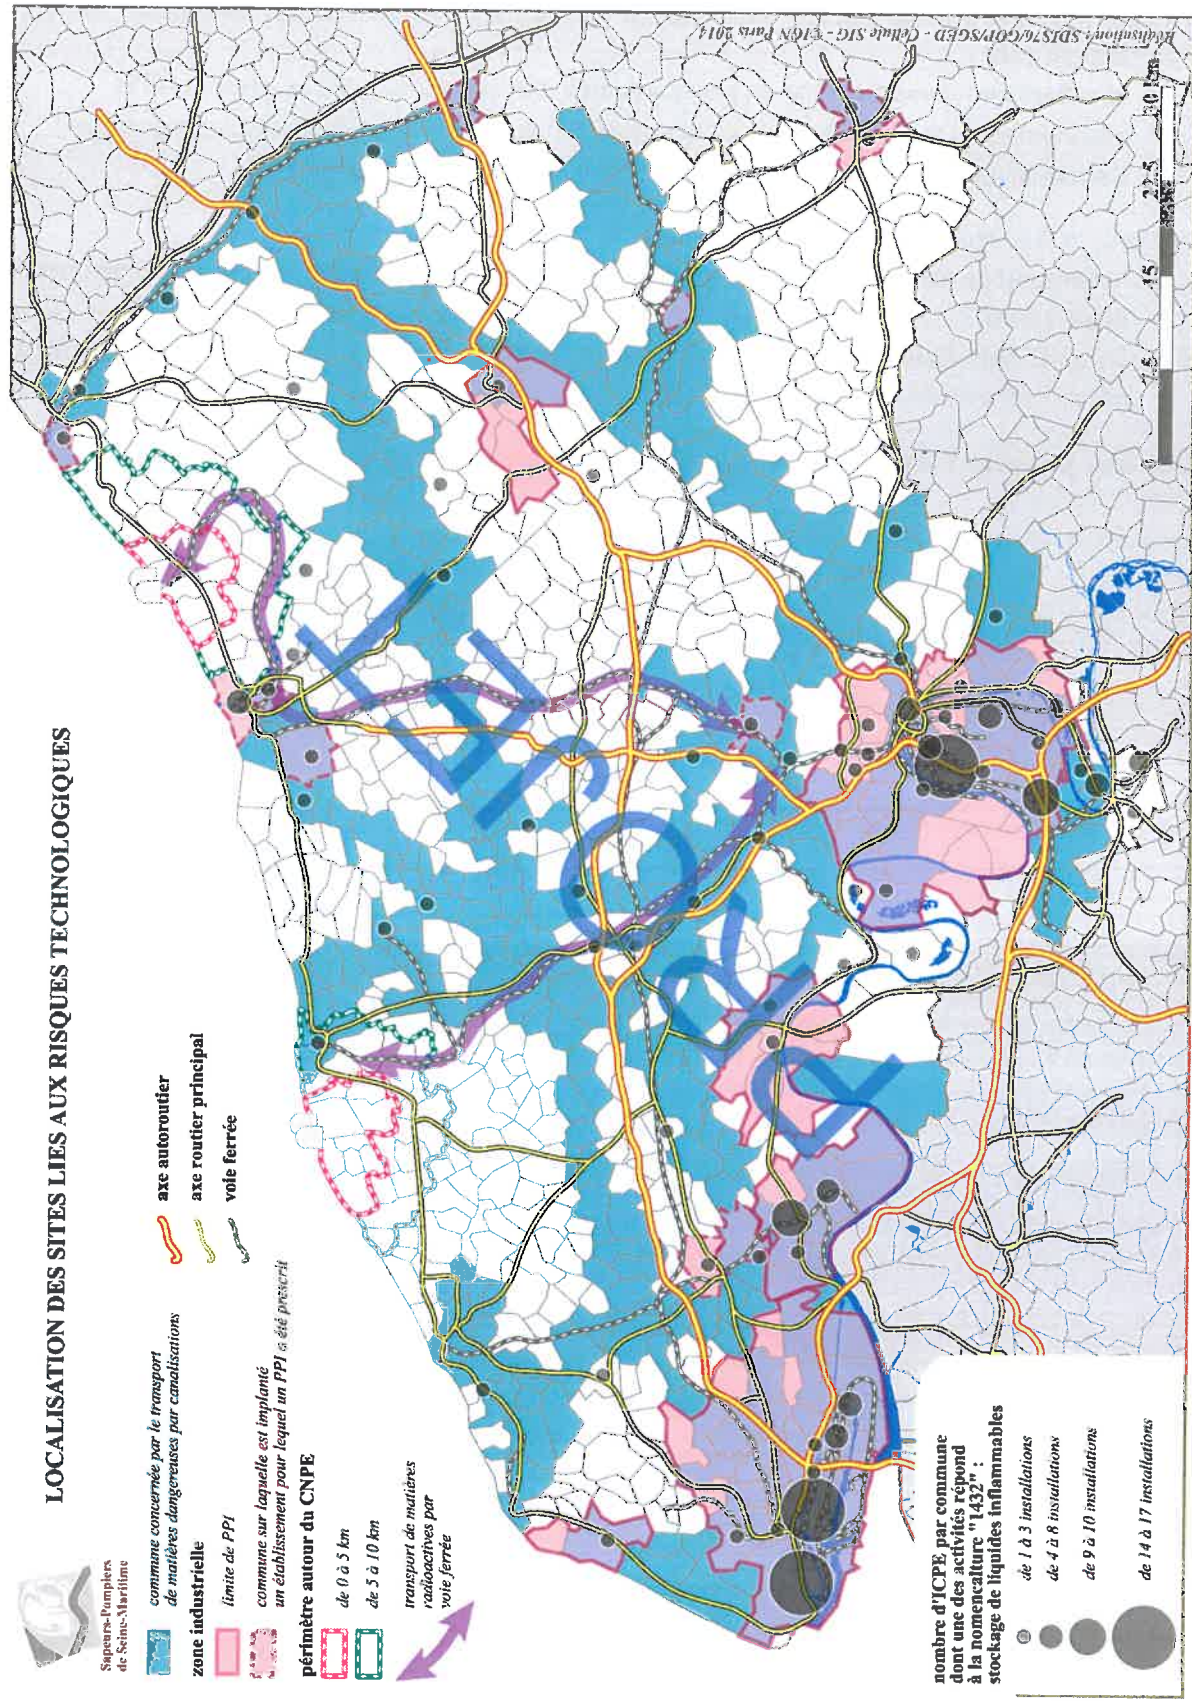 LOCALISATION DES SITES LIES AUX RISQUES TECHNOLOGIQUES
Sapeurs-Pompiers
de Seine-Maritime
commune concernée par le transport
de matières dangereuses par canalisations
zone industrielle
limite de PPI
commune sur laquelle est implanté
un établissement pour lequel un PPI a été prescrit
périmètre autour du CNPE
de 0 à 5 km
de 5 à 10 km
transport de matières
radioactives par
voie ferrée
axe autoroutier
axe routier principal
voie ferrée
nombre d'ICPE par commune
dont une des activités répond
à la nomencalture "1432" :
stockage de liquides inflammables
de 1 à 3 installations
de 4 à 8 installations
de 9 à 10 installations
de 14 à 17 installations
PROJET
0 7.5 15 22.5 30 km
Réalisation : SDIS76/GOP/SGED - Cellule SIG - ©IGN Paris 2014